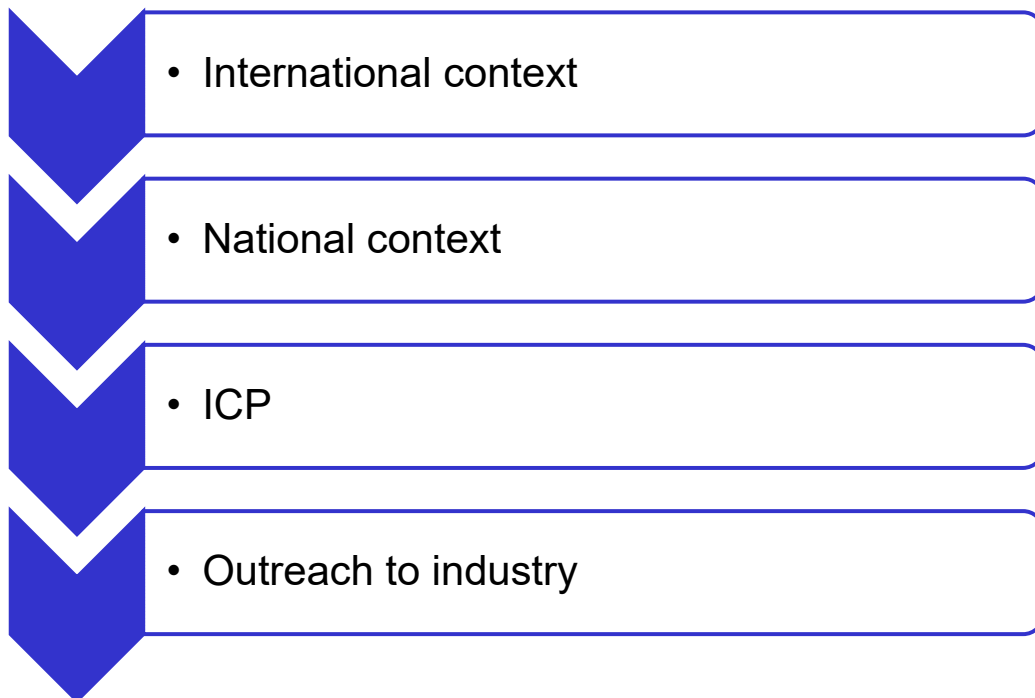 • International context
• National context
• ICP
• Outreach to industry